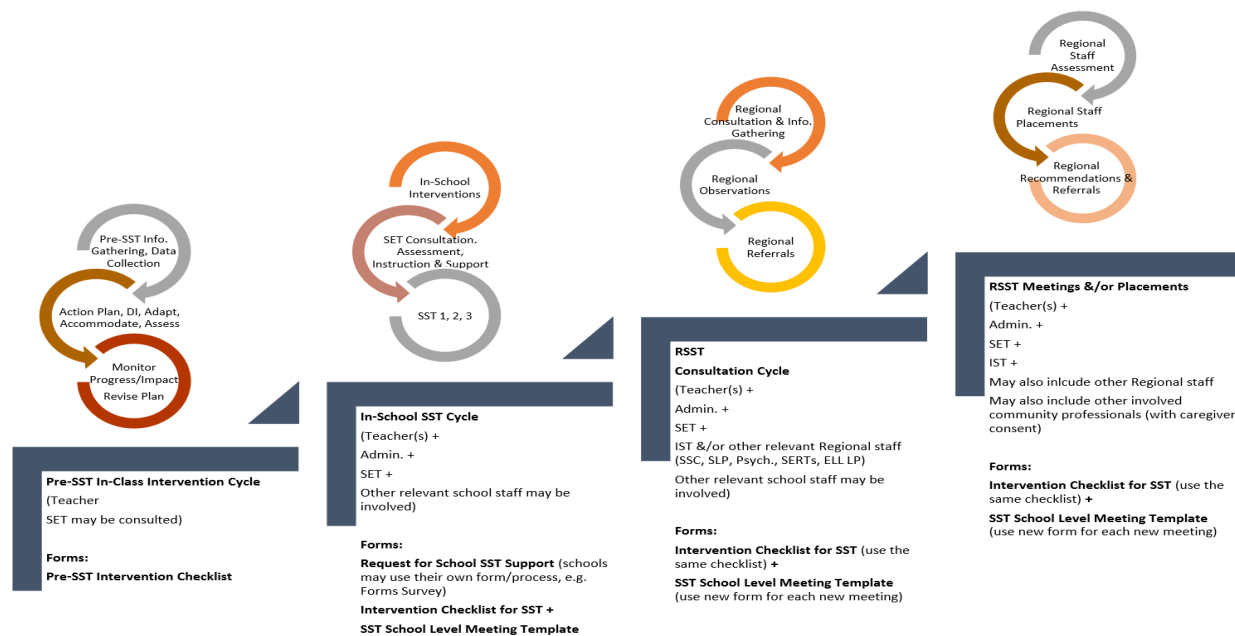 Pre-SST Info.
Gathering, Data
Collection
Action Plan, DI, Adapt,
Accommodate, Assess
Monitor
Progress/Impact
Revise Plan
Pre-SST In-Class Intervention Cycle
(Teacher
SET may be consulted)
Forms:
Pre-SST Intervention Checklist
In-School
Interventions
SET Consultation.
Assessment,
Instruction & Support
SST 1, 2, 3
In-School SST Cycle
(Teacher(s) +
Admin. +
SET +
Other relevant school staff may be
involved)
Forms:
Request for School SST Support (schools
may use their own form/process, e.g.
Forms Survey)
Intervention Checklist for SST +
SST School Level Meeting Template
Regional
Consultation & Info.
Gathering
Regional
Observations
Regional
Referrals
RSST
Consultation Cycle
(Teacher(s) +
Admin. +
SET +
IST &/or other relevant Regional staff
(SSC, SLP, Psych., SERTs, ELL LP)
Other relevant school staff may be
involved)
Forms:
Intervention Checklist for SST (use the
same checklist) +
SST School Level Meeting Template
(use new form for each new meeting)
Regional
Staff
Assessment
Regional Staff
Placements
Regional
Recommendations &
Referrals
RSST Meetings &/or Placements
(Teacher(s) +
Admin. +
SET +
IST +
May also inlcude other Regional staff
May also include other involved
community professionals (with caregiver
consent)
Forms:
Intervention Checklist for SST (use the
same checklist) +
SST School Level Meeting Template
(use new form for each new meeting)